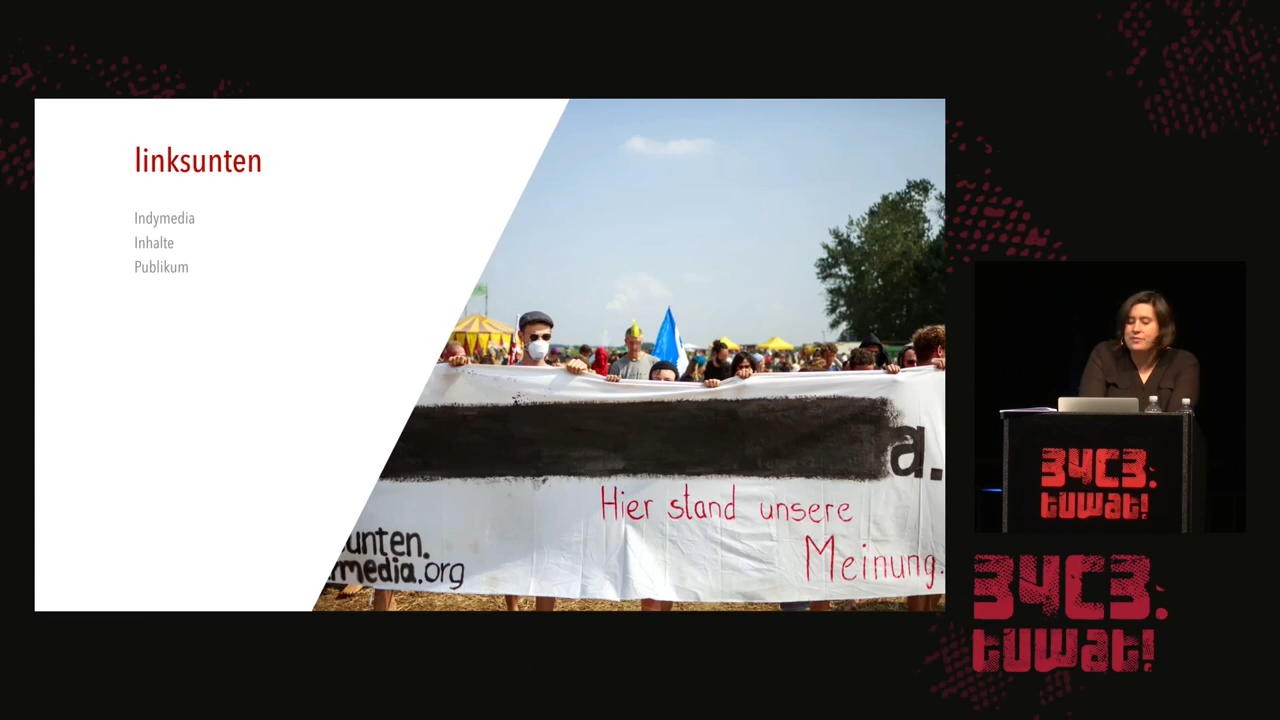 linksunten
Indymedia
Inhalte
Publikum
a.
Hier stand unsere
Meinung.
unten.
media.org
34C3.
tuwat!
34C3.
tuwat!